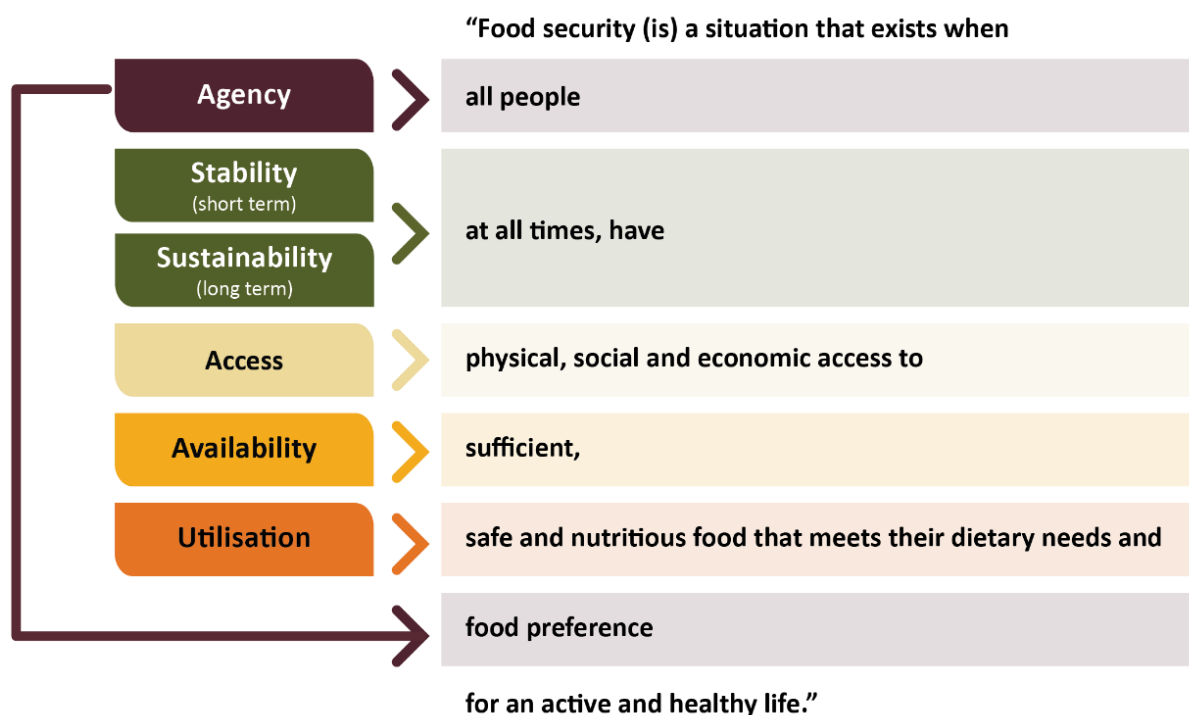 “Food security (is) a situation that exists when
Agency
all people
Stability
(short term)
Sustainability
(long term)
at all times, have
Access
physical, social and economic access to
Availability
sufficient,
Utilisation
safe and nutritious food that meets their dietary needs and
food preference
for an active and healthy life.”